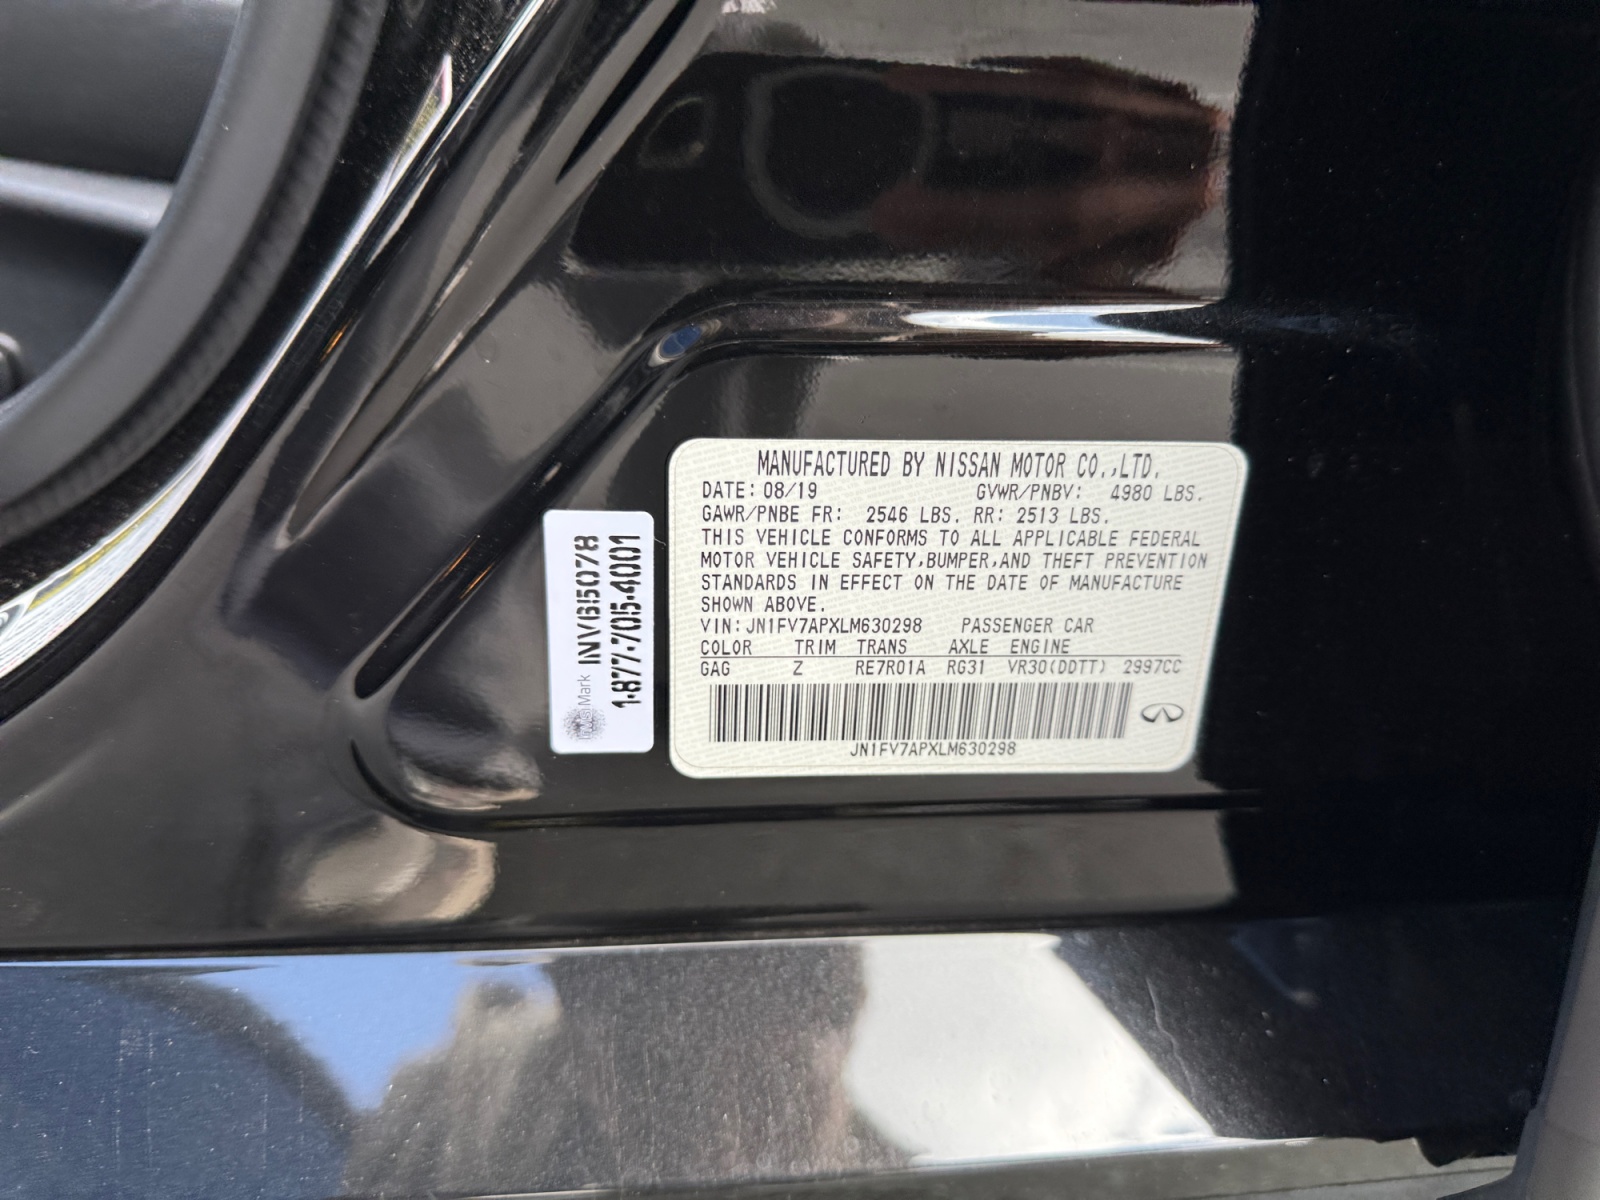 MANUFACTURED BY NISSAN MOTOR CO.,LTD.
DATE: 08/19 GVWR/PNBV: 4980 LBS.
GAWR/PNBE FR: 2546 LBS. RR: 2513 LBS.
THIS VEHICLE CONFORMS TO ALL APPLICABLE FEDERAL
MOTOR VEHICLE SAFETY,BUMPER,AND THEFT PREVENTION
STANDARDS IN EFFECT ON THE DATE OF MANUFACTURE
SHOWN ABOVE.
VIN:JN1FV7APXLM630298 PASSENGER CAR
COLOR TRIM TRANS AXLE ENGINE
GAG Z RE7R01A RG31 VR30(DDTT) 2997CC
JN1FV7APXLM630298
Mark INV65078
1-877-705-4001